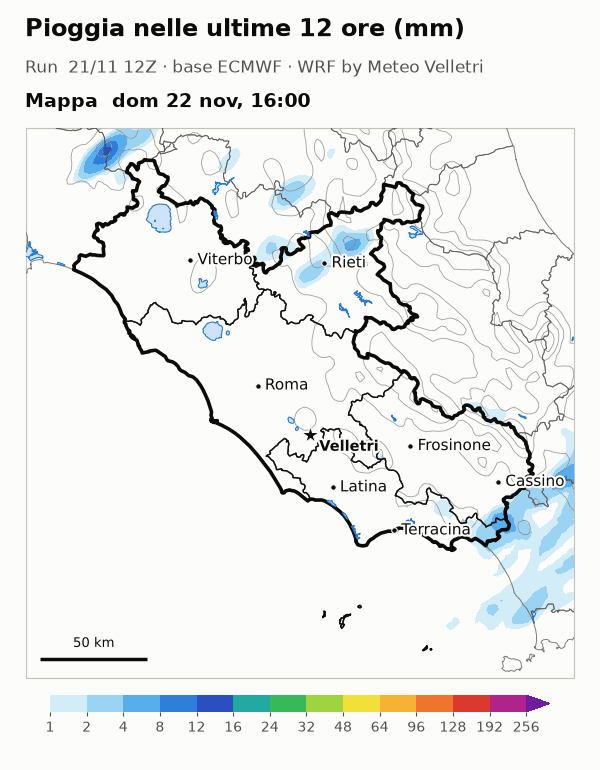 Pioggia nelle ultime 12 ore (mm)
Run 21/11 12Z · base ECMWF · WRF by Meteo Velletri
Mappa dom 22 nov, 16:00
Viterbo
Rieti
Roma
Velletri
Frosinone
Latina
Cassino
Terracina
50 km
1 2 4 8 12 16 24 32 48 64 96 128 192 256